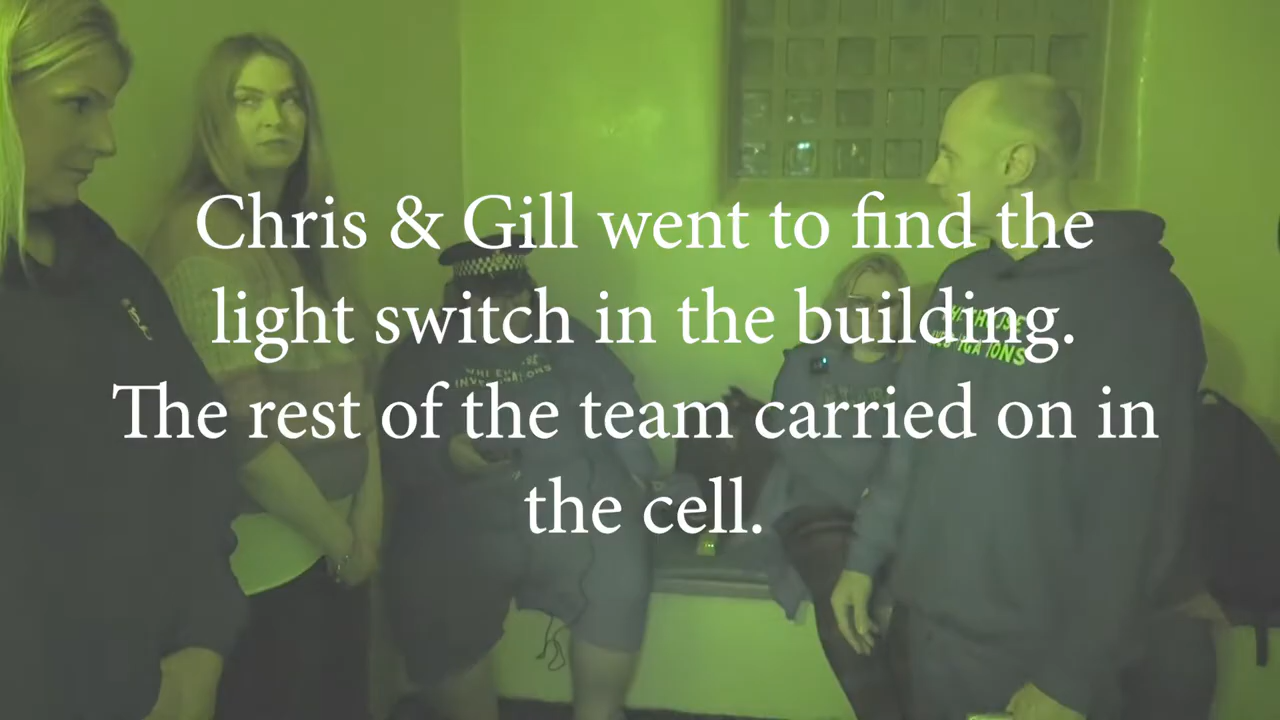 Chris & Gill went to find the
light switch in the building.
The rest of the team carried on in
the cell.